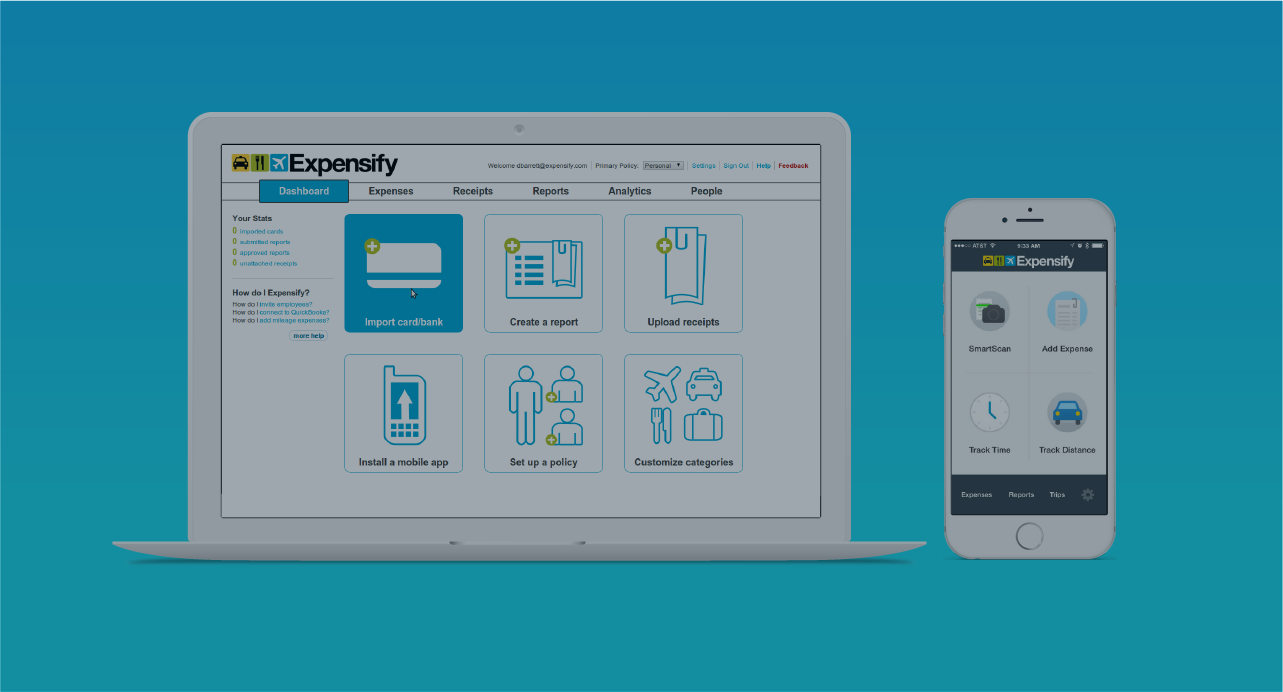 Expensify
Welcome dbarrett@expensify.com Primary Policy: Personal Settings Sign Out Help Feedback
Dashboard Expenses Receipts Reports Analytics People
Your Stats
0 imported cards
0 submitted reports
0 approved reports
0 unattached receipts
How do I Expensify?
How do I invite employees?
How do I connect to QuickBooks?
How do I add mileage expenses?
more help
Import card/bank
Create a report
Upload receipts
Install a mobile app
Set up a policy
Customize categories
AT&T 9:33 AM
Expensify
SmartScan
Add Expense
Track Time
Track Distance
Expenses Reports Trips